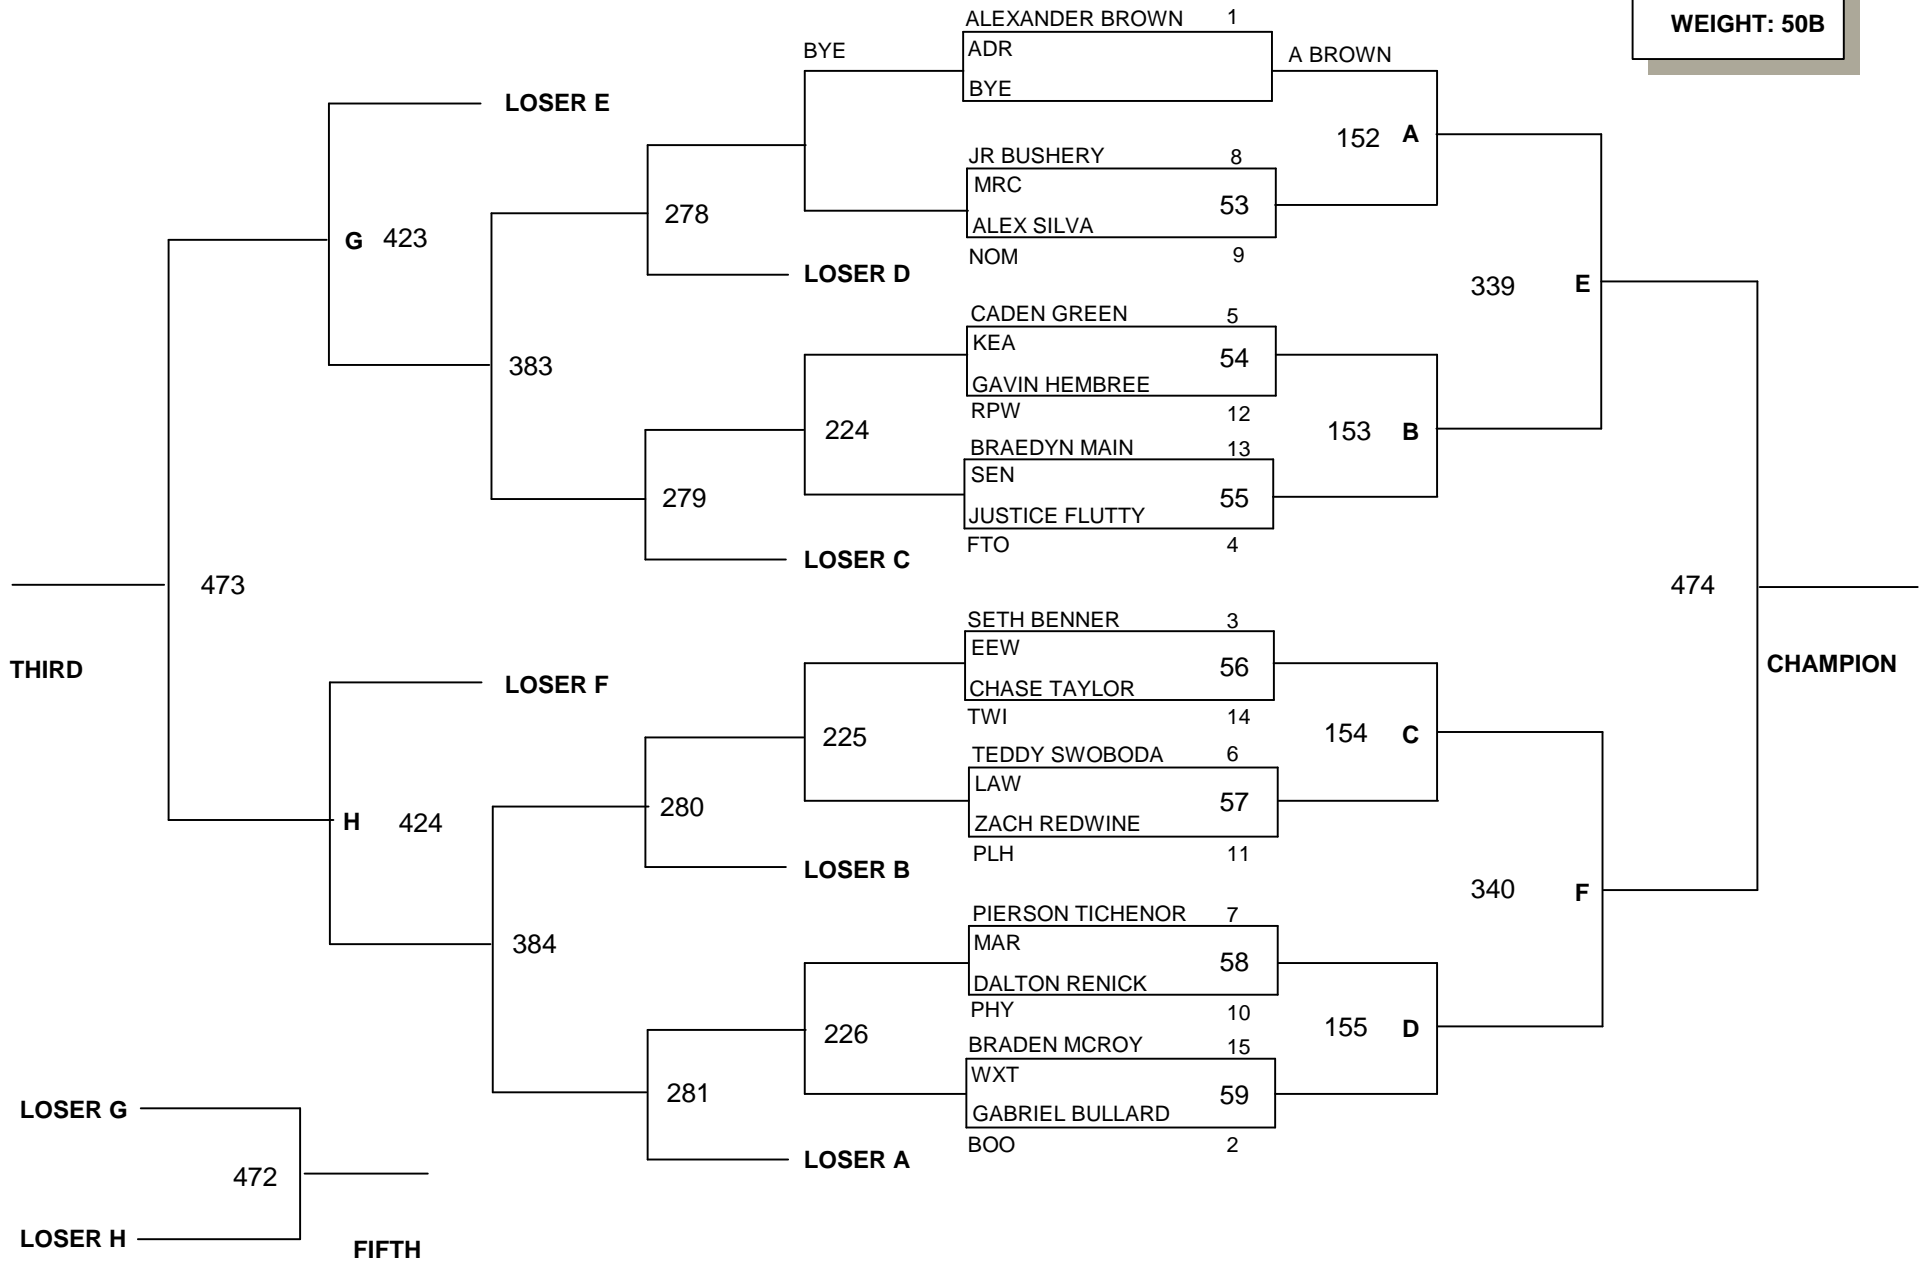 WEIGHT: 50B
ALEXANDER BROWN 1
BYE
ADR
A BROWN
BYE
LOSER E
152 A
JR BUSHERY 8
MRC
278
53
ALEX SILVA
G 423
NOM 9
LOSER D
339 E
CADEN GREEN 5
KEA
54
383
GAVIN HEMBREE
RPW 12
224
153 B
BRAEDYN MAIN 13
SEN
279
55
JUSTICE FLUTTY
FTO 4
LOSER C
473
474
SETH BENNER 3
EEW
THIRD
56
CHAMPION
LOSER F
CHASE TAYLOR
TWI 14
225
154 C
TEDDY SWOBODA 6
LAW
280
57
H 424
ZACH REDWINE
PLH 11
LOSER B
340 F
PIERSON TICHENOR 7
MAR
384
58
DALTON RENICK
PHY 10
226
155 D
BRADEN MCROY 15
WXT
281
59
LOSER G
GABRIEL BULLARD
BOO 2
LOSER A
472
LOSER H
FIFTH